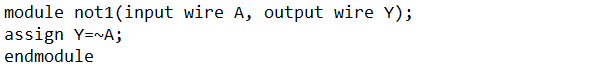 module not1(input wire A, output wire Y);
assign Y=~A;
endmodule